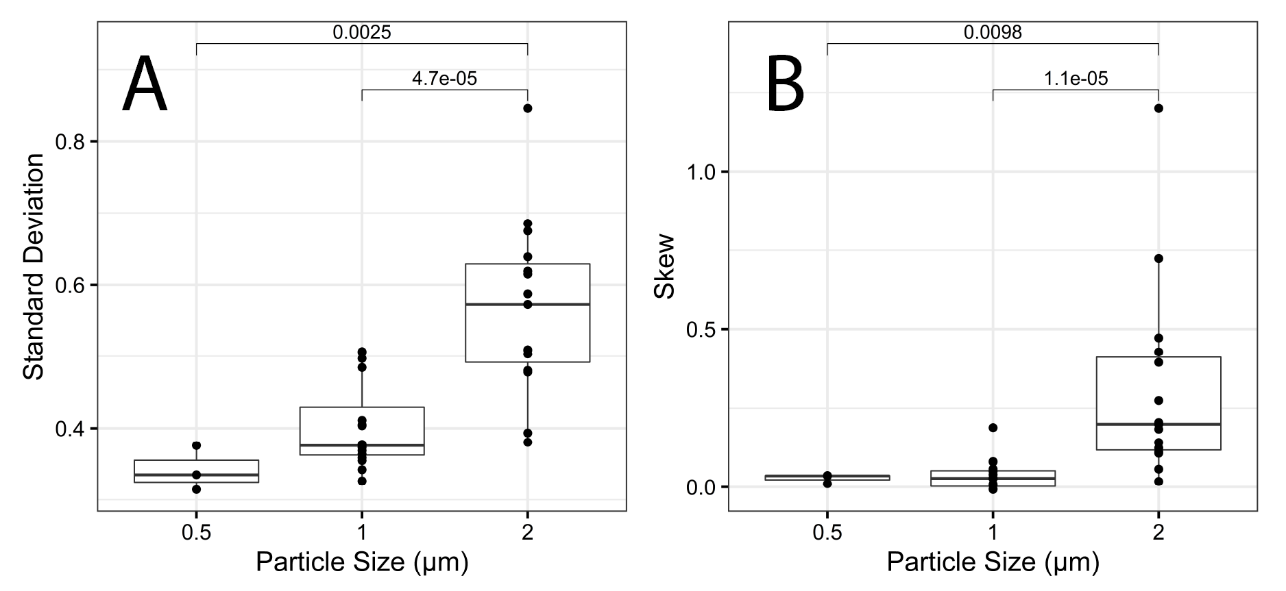 A
0.0025
4.7e-05
0.8
0.6
0.4
Standard Deviation
0.5 1 2
Particle Size (μm)
B
0.0098
1.1e-05
1.0
0.5
0.0
Skew
0.5 1 2
Particle Size (μm)